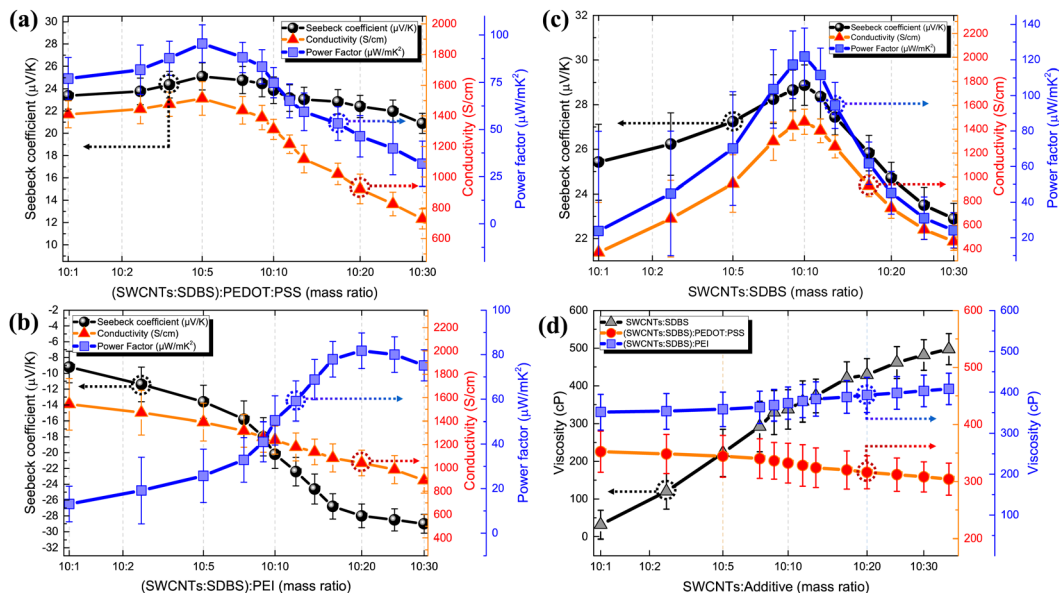 (a)
Seebeck coefficient (µV/K)
Conductivity (S/cm)
Power Factor (µW/mK²)
30
28
26
24
22
20
18
16
14
12
10
Seebeck coefficient (µV/K)
2000
1800
1600
1400
1200
1000
800
600
Conductivity (S/cm)
100
75
50
25
0
Power factor (µW/mK²)
10:1 10:2 10:5 10:10 10:20 10:30
(SWCNTs:SDBS):PEDOT:PSS (mass ratio)
(c)
Seebeck coefficient (µV/K)
Conductivity (S/cm)
Power Factor (µW/mK²)
32
30
28
26
24
22
Seebeck coefficient (µV/K)
2400
2200
2000
1800
1600
1400
1200
1000
800
600
400
Conductivity (S/cm)
140
120
100
80
60
40
20
Power factor (µW/mK²)
10:1 10:2 10:5 10:10 10:20 10:30
SWCNTs:SDBS (mass ratio)
(b)
Seebeck coefficient (µV/K)
Conductivity (S/cm)
Power Factor (µW/mK²)
-2
-4
-6
-8
-10
-12
-14
-16
-18
-20
-22
-24
-26
-28
-30
-32
Seebeck coefficient (µV/K)
2000
1800
1600
1400
1200
1000
800
600
400
Conductivity (S/cm)
100
80
60
40
20
0
Power factor (µW/mK²)
10:1 10:2 10:5 10:10 10:20 10:30
(SWCNTs:SDBS):PEI (mass ratio)
(d)
SWCNTs:SDBS
(SWCNTs:SDBS):PEDOT:PSS
(SWCNTs:SDBS):PEI
600
500
400
300
200
100
0
Viscosity (cP)
600
500
400
300
200
Viscosity (cP)
600
500
400
300
200
100
0
Viscosity (cP)
10:1 10:2 10:5 10:10 10:20 10:30
SWCNTs:Additive (mass ratio)